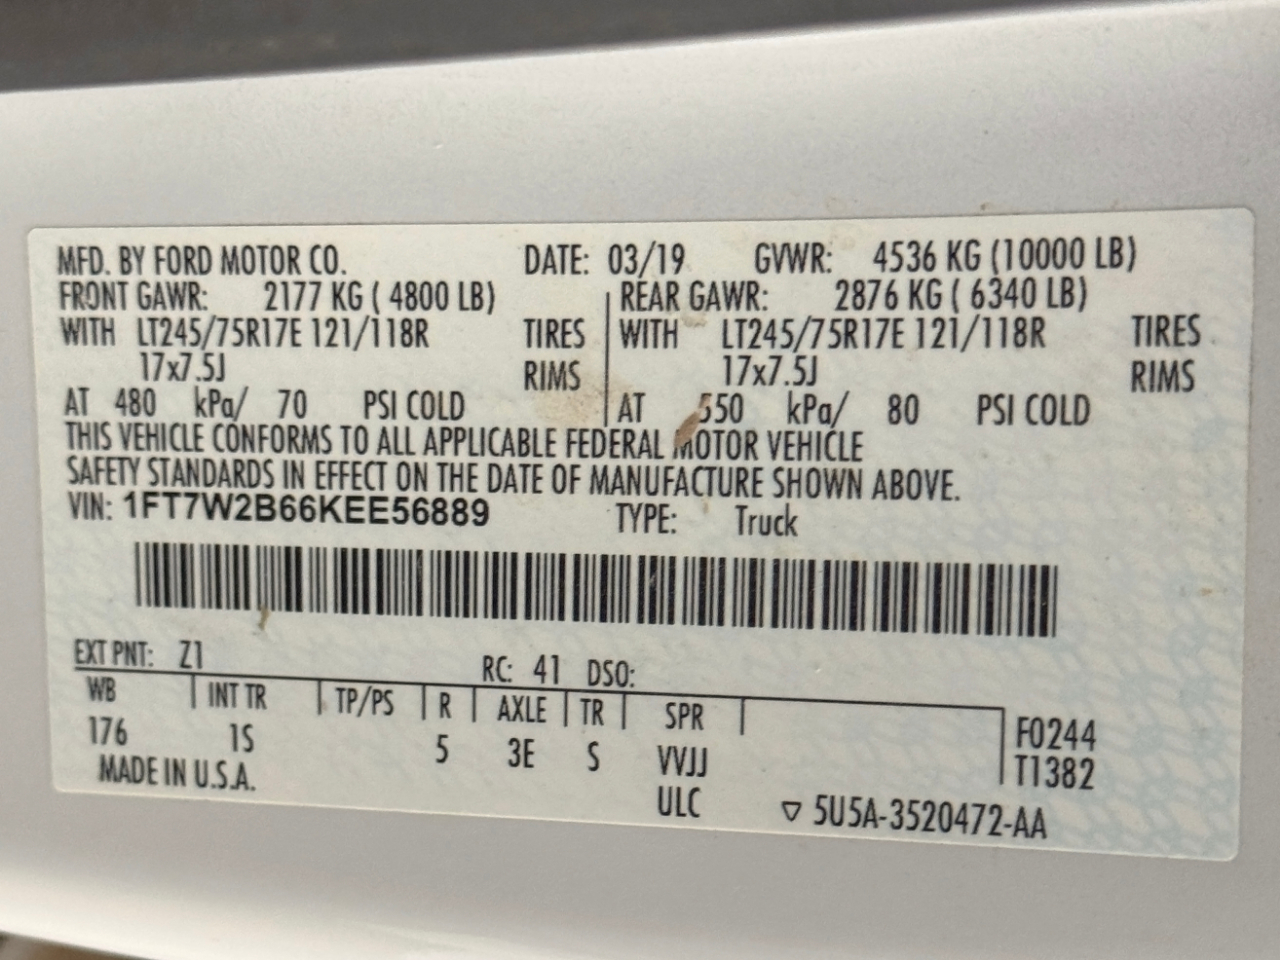 MFD. BY FORD MOTOR CO. DATE: 03/19 GVWR: 4536 KG (10000 LB)
FRONT GAWR: 2177 KG ( 4800 LB) REAR GAWR: 2876 KG ( 6340 LB)
WITH LT245/75R17E 121/118R TIRES WITH LT245/75R17E 121/118R TIRES
17x7.5J RIMS 17x7.5J RIMS
AT 480 kPa/ 70 PSI COLD AT 550 kPa/ 80 PSI COLD
THIS VEHICLE CONFORMS TO ALL APPLICABLE FEDERAL MOTOR VEHICLE
SAFETY STANDARDS IN EFFECT ON THE DATE OF MANUFACTURE SHOWN ABOVE.
VIN: 1FT7W2B66KEE56889 TYPE: Truck
EXT PNT: Z1 RC: 41 DSO:
WB INT TR TP/PS R AXLE TR SPR F0244
176 1S 5 3E S VVJJ T1382
MADE IN U.S.A. ULC ▽ 5U5A-3520472-AA